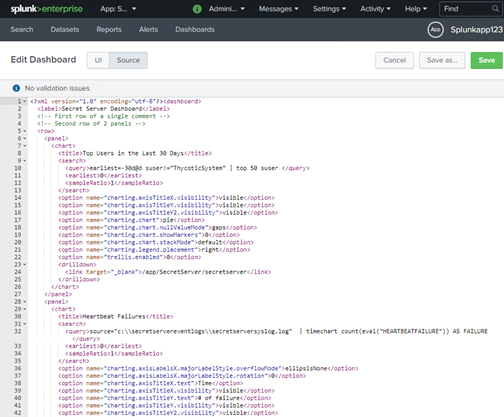 splunk>enterprise App: S... ▾ i Admini... ▾ Messages ▾ Settings ▾ Activity ▾ Help ▾ Find
Search Datasets Reports Alerts Dashboards App Splunkapp123
Edit Dashboard UI Source Cancel Save as... Save
No validation issues
1 <?xml version="1.0" encoding="utf-8"?><dashboard>
2 <label>Secret Server Dashboard</label>
3 <!-- First row of a single comment -->
4 <!-- Second row of 2 panels -->
5 <row>
6 <panel>
7 <chart>
8 <title>Top Users in the Last 30 Days</title>
9 <search>
10 <query>earliest=-30d@d suser!="ThycoticSystem" | top 50 suser </query>
11 <earliest>0</earliest>
12 <sampleRatio>1</sampleRatio>
13 </search>
14 <option name="charting.axisTitleX.visibility">visible</option>
15 <option name="charting.axisTitleY.visibility">visible</option>
16 <option name="charting.axisTitleY2.visibility">visible</option>
17 <option name="charting.chart">pie</option>
18 <option name="charting.chart.nullValueMode">gaps</option>
19 <option name="charting.chart.showMarkers">0</option>
20 <option name="charting.chart.stackMode">default</option>
21 <option name="charting.legend.placement">right</option>
22 <option name="trellis.enabled">0</option>
23 <drilldown>
24 <link target="_blank">/app/SecretServer/secretserver</link>
25 </drilldown>
26 </chart>
27 </panel>
28 <panel>
29 <chart>
30 <title>Heartbeat Failures</title>
31 <search>
32 <query>source="c:\\secretservereventlogs\\secretserversyslog.log" | timechart count(eval("HEARTBEATFAILURE")) AS FAILURE
</query>
33 <earliest>0</earliest>
34 <sampleRatio>1</sampleRatio>
35 </search>
36 <option name="charting.axisLabelsX.majorLabelStyle.overflowMode">ellipsisNone</option>
37 <option name="charting.axisLabelsX.majorLabelStyle.rotation">0</option>
38 <option name="charting.axisTitleX.text">Time</option>
39 <option name="charting.axisTitleX.visibility">visible</option>
40 <option name="charting.axisTitleY.text"># of failure</option>
41 <option name="charting.axisTitleY.visibility">visible</option>
42 <option name="charting.axisTitleY2.visibility">visible</option>